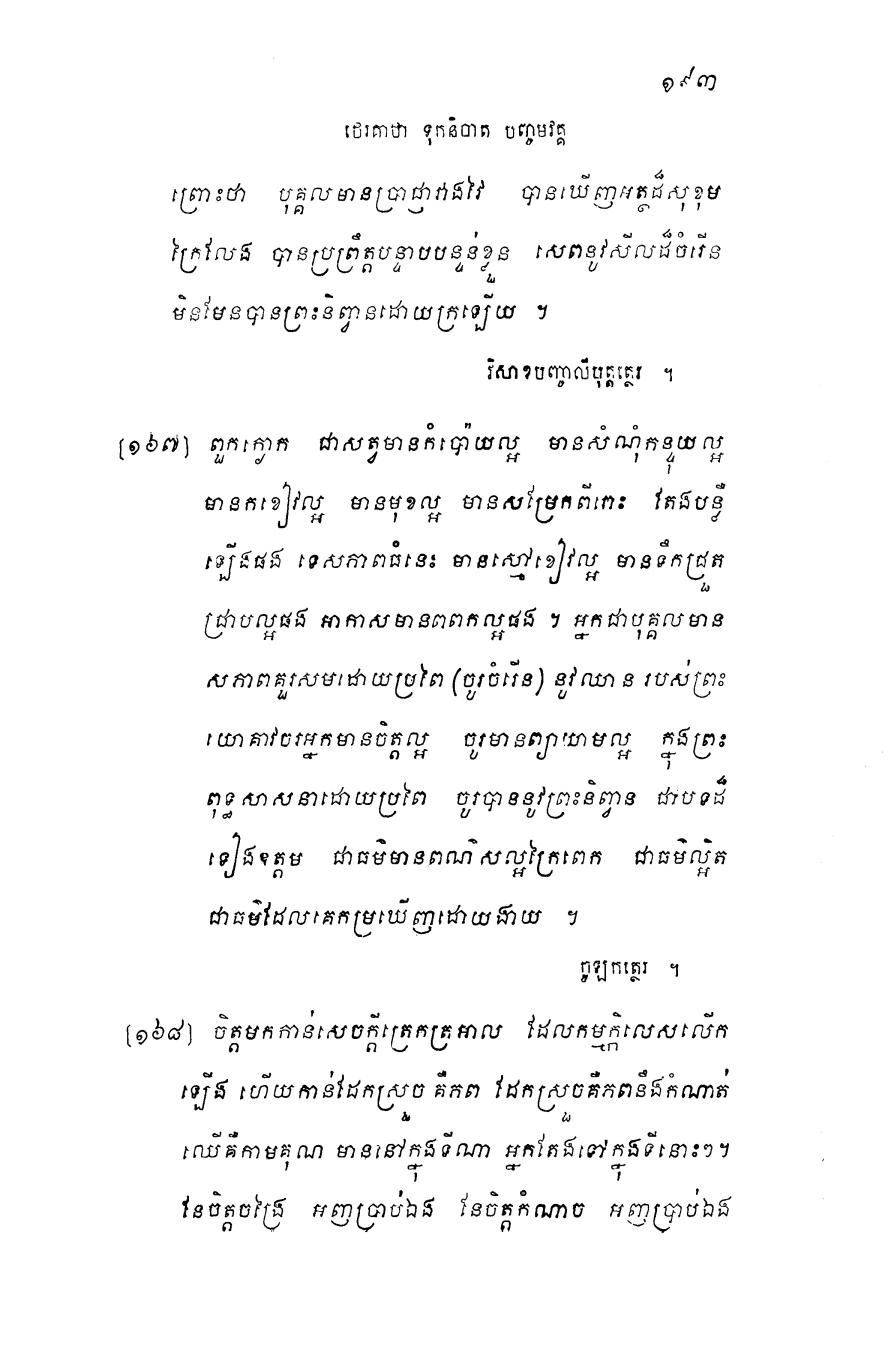 ១៩៣
ថេរគាថា ទុកនិបាត បញ្ចមវគ្គ
ព្រោះថា បុគ្គលមានប្រាជ្ញាវាងវៃ បានឃើញអត្ថដ៏សុខុម
ក្រៃលែង បានប្រព្រឹត្តបន្ទាបបន្ទន់ខ្លួន សេពនូវសីលដ៏ចំរើន
មិនមែនបានព្រះនិព្វានដោយក្រឡើយ ។
វិសាខបញ្ចាលីបុត្តត្ថេរ ។
[១៦៧] ពួកក្ងោក ជាសត្វមានកំប៉ោយល្អ មានសំណុំកន្ទុយល្អ
មានកខៀវល្អ មានមុខល្អ មានសម្រែកពីរោះ តែងបន្លឺ
ឡើងផង ទេសភាពធំនេះ មានស្មៅខៀវល្អ មានទឹកជ្រួត
ជ្រាបល្អផង អាកាសមានពពកល្អផង ។ អ្នកជាបុគ្គលមាន
សភាពគួរសមដោយប្រពៃ (ចូរចំរើន) នូវឈាន របស់ព្រះ
យោគាវចរអ្នកមានចិត្តល្អ ចូរមានព្យាយាមល្អ ក្នុងព្រះ
ពុទ្ធសាសនាដោយប្រពៃ ចូរបាននូវព្រះនិព្វាន ជាបទដ៏
ទៀងឧត្តម ជាធម៌មានពណ៌សល្អក្រៃពេក ជាធម៌ល្អិត
ជាធម៌ដែលគេកម្រឃើញដោយងាយ ។
ចូឡកត្ថេរ ។
[១៦៨] ចិត្តមកកាន់សេចក្តីត្រេកត្រអាល ដែលកម្មក្កិលេសលើក
ឡើង ហើយកាន់ដែកស្រួច គឺភព ដែកស្រួចគឺភពនឹងកំណាត់
ឈើគឺកាមគុណ មាននៅក្នុងទីណា អ្នកតែងទៅក្នុងទីនោះៗ។
នែចិត្តចង្រៃ អញប្រាប់ឯង នែចិត្តកំណាច អញប្រាប់ឯង